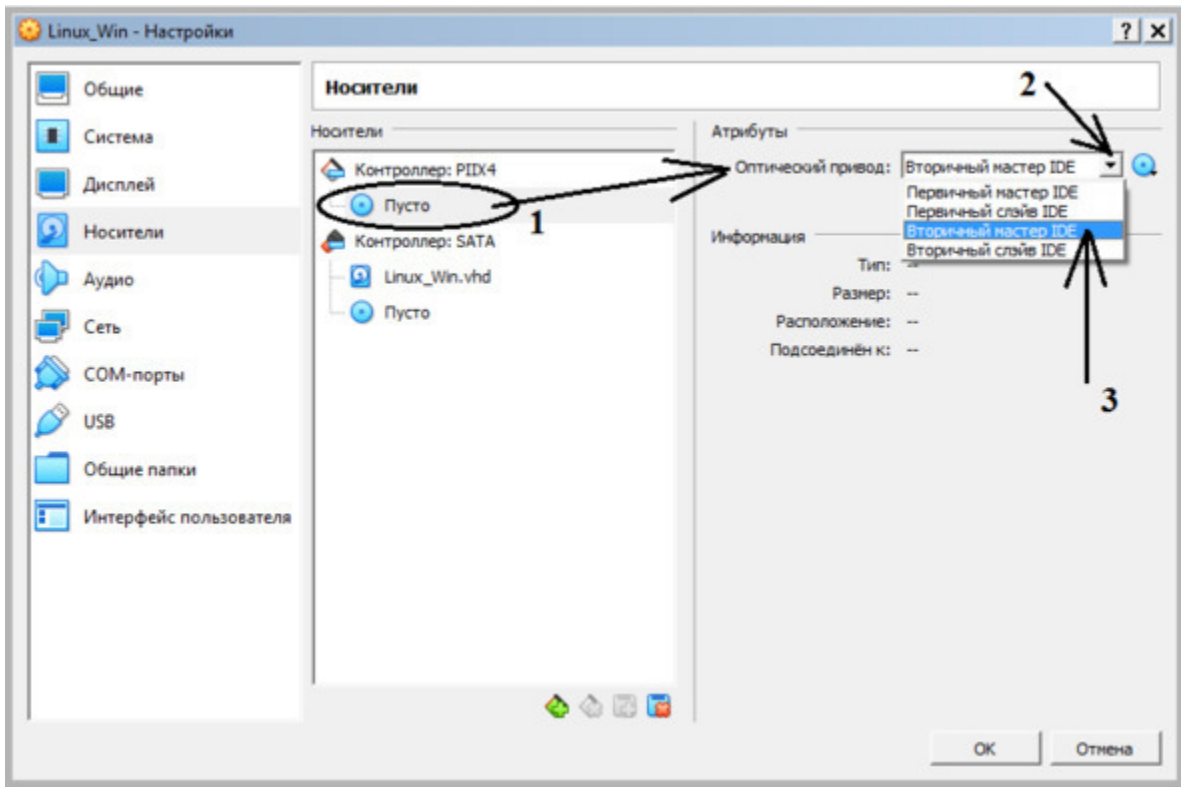 Linux_Win - Настройки
? x
Общие
Система
Дисплей
Носители
Аудио
Сеть
COM-порты
USB
Общие папки
Интерфейс пользователя
Носители
Носители
Контроллер: PIIX4
Пусто
Контроллер: SATA
Linux_Win.vhd
Пусто
1
Атрибуты
2
Оптический привод: Вторичный мастер IDE
Первичный мастер IDE
Первичный слэйв IDE
Вторичный мастер IDE
Вторичный слэйв IDE
Информация
Тип: --
Размер: --
Расположение: --
Подсоединён к: --
3
OK
Отмена